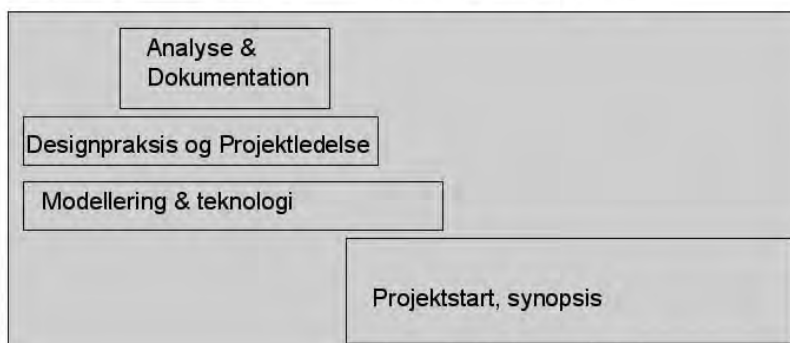 Analyse &
Dokumentation
Designpraksis og Projektledelse
Modellering & teknologi
Projektstart, synopsis